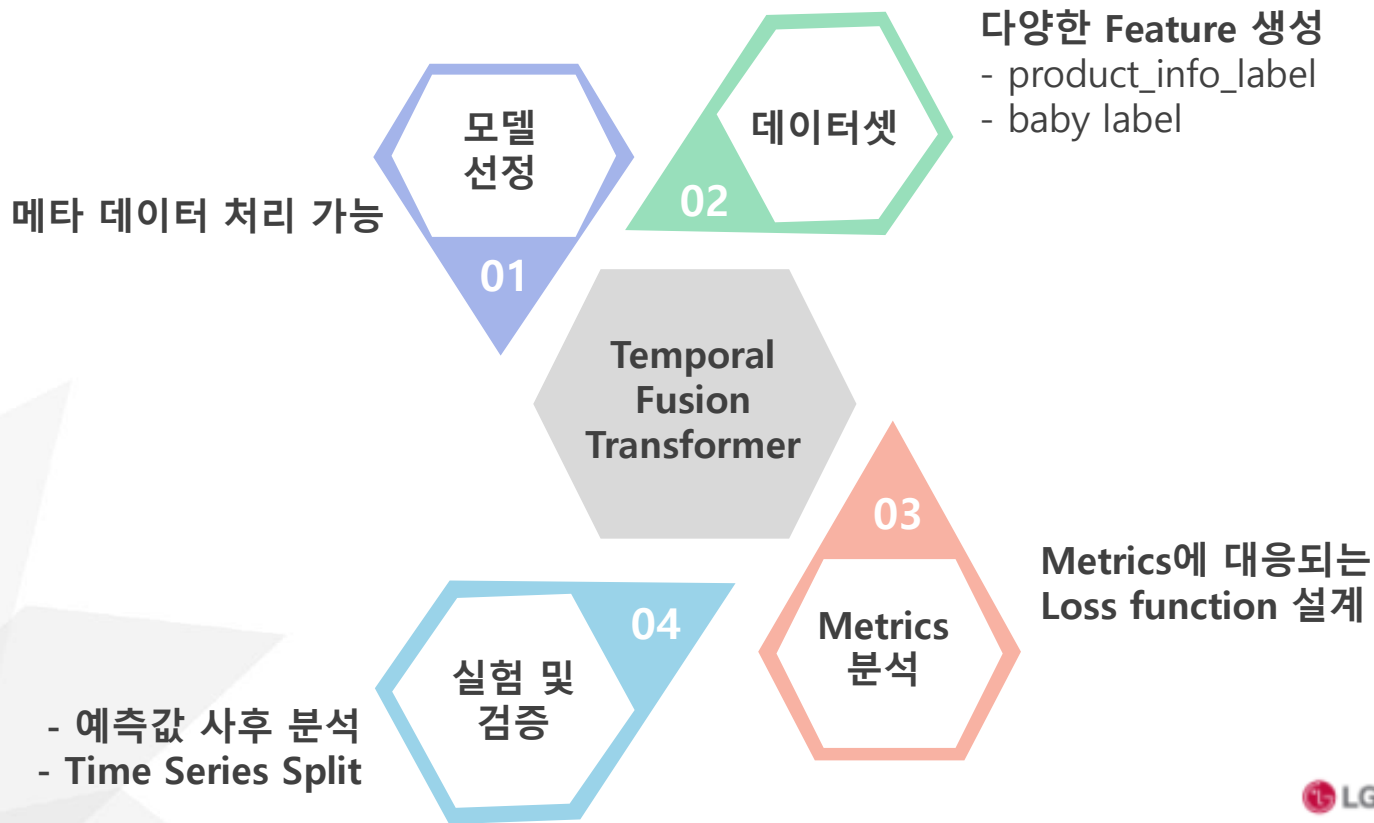 모델
선정
01
메타 데이터 처리 가능
데이터셋
02
다양한 Feature 생성
- product_info_label
- baby label
Temporal
Fusion
Transformer
03
Metrics
분석
Metrics에 대응되는
Loss function 설계
04
실험 및
검증
- 예측값 사후 분석
- Time Series Split
LG